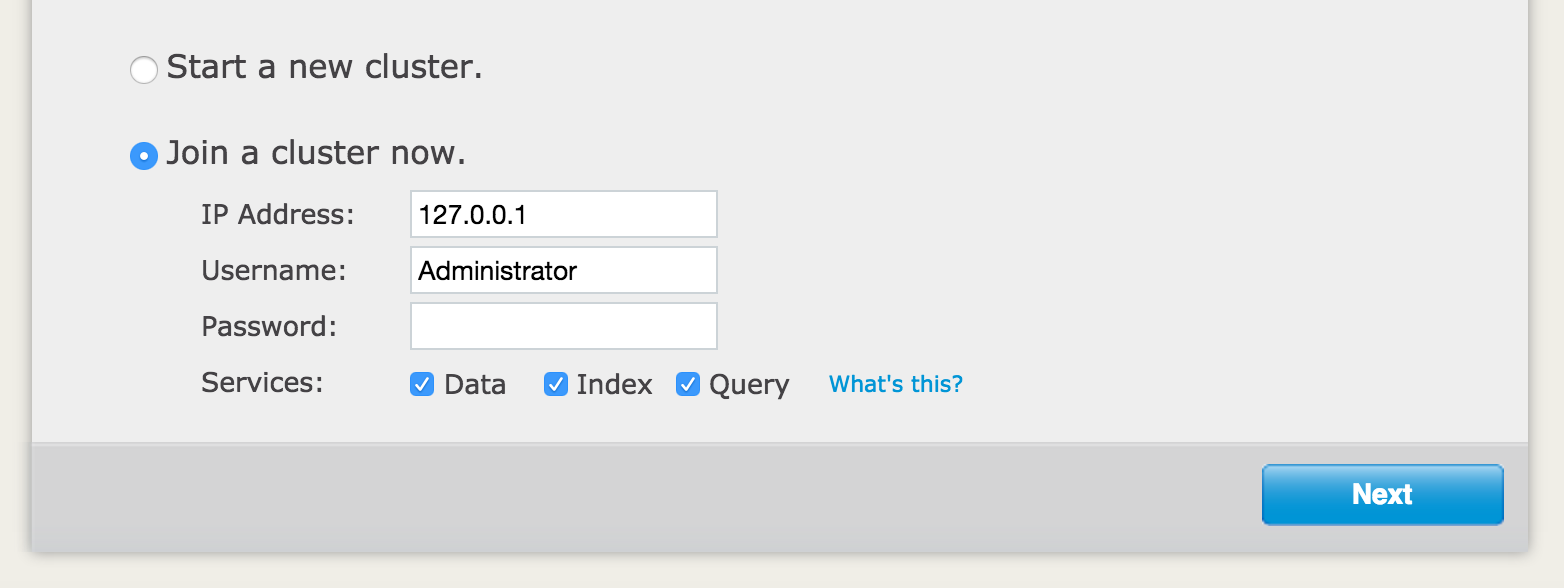 Start a new cluster.
Join a cluster now.
IP Address: 127.0.0.1
Username: Administrator
Password:
Services: Data Index Query What's this?
Next